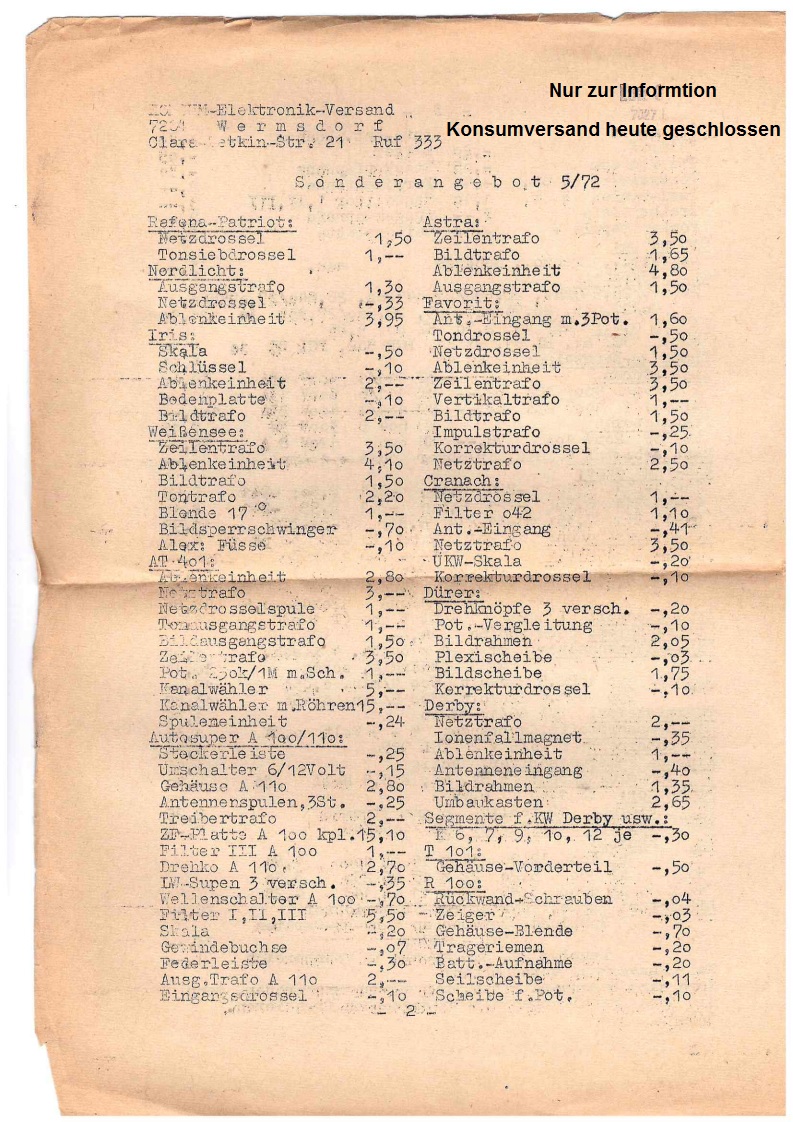 Nur zur Informtion
Konsumversand heute geschlossen
-Elektronik-Versand
Wermsdorf
Clara-Zetkin-Str. 21 Ruf 333
Sonderangebot 5/72
Rafena-Patriot:
Netzdrossel 1,50
Tonsiebdrossel 1,--
Nordlicht:
Ausgangstrafo 1,30
Netzdrossel -,33
Ablenkeinheit 3,95
Iris:
Skala -,50
Schlüssel -,10
Ablenkeinheit 2,--
Bodenplatte -,10
Bildtrafo 2,--
Weißensee:
Zeilentrafo 3,50
Ablenkeinheit 4,10
Bildtrafo 1,50
Tontrafo 2,20
Blende 17° 1,--
Bildsperrschwinger -,70
Alex: Füsse -,10
AT 401:
Ablenkeinheit 2,80
Netztrafo 3,--
Netzdrosselspule 1,--
Tonausgangstrafo 1,--
Bildausgangstrafo 1,50
Zeilentrafo 3,50
Pot. 250k/1M m.Sch. 1,--
Kanalwähler 5,--
Kanalwähler m.Röhren 15,--
Spuleneinheit -,24
Autosuper A 100/110:
Steckerleiste -,25
Umschalter 6/12Volt -,15
Gehäuse A 110 2,80
Antennenspulen,3St. -,25
Treibertrafo 2,--
ZF-Platte A 100 kpl. 15,10
Filter III A 100 1,--
Drehko A 110 2,70
LW-Supen 3 versch. -,35
Wellenschalter A 100 -,70
Filter I,II,III 5,50
Skala -,20
Gewindebuchse -,07
Federleiste -,30
Ausg.Trafo A 110 2,--
Eingangsdrossel -,10
Astra:
Zeilentrafo 3,50
Bildtrafo 1,65
Ablenkeinheit 4,80
Ausgangstrafo 1,50
Favorit:
Ant.-Eingang m.3Pot. 1,60
Tondrossel -,50
Netzdrossel 1,50
Ablenkeinheit 3,50
Zeilentrafo 3,50
Vertikaltrafo 1,--
Bildtrafo 1,50
Impulstrafo -,25
Korrekturdrossel -,10
Netztrafo 2,50
Cranach:
Netzdrossel 1,--
Filter 042 1,10
Ant.-Eingang -,41
Netztrafo 3,50
UKW-Skala -,20
Korrekturdrossel -,10
Dürer:
Drehknöpfe 3 versch. -,20
Pot.-Vergleitung -,10
Bildrahmen 2,05
Plexischeibe -,03
Bildscheibe 1,75
Korrekturdrossel -,10
Derby:
Netztrafo 2,--
Ionenfallmagnet -,35
Ablenkeinheit 1,--
Antenneneingang -,40
Bildrahmen 1,35
Umbaukasten 2,65
Segmente f.KW Derby usw.:
K 6, 7, 9, 10, 12 je -,30
T 101:
Gehäuse-Vorderteil -,50
R 100:
Rückwand-Schrauben -,04
Zeiger -,03
Gehäuse-Blende -,70
Trageriemen -,20
Batt.-Aufnahme -,20
Seilscheibe -,11
Scheibe f.Pot. -,10
- 2 -